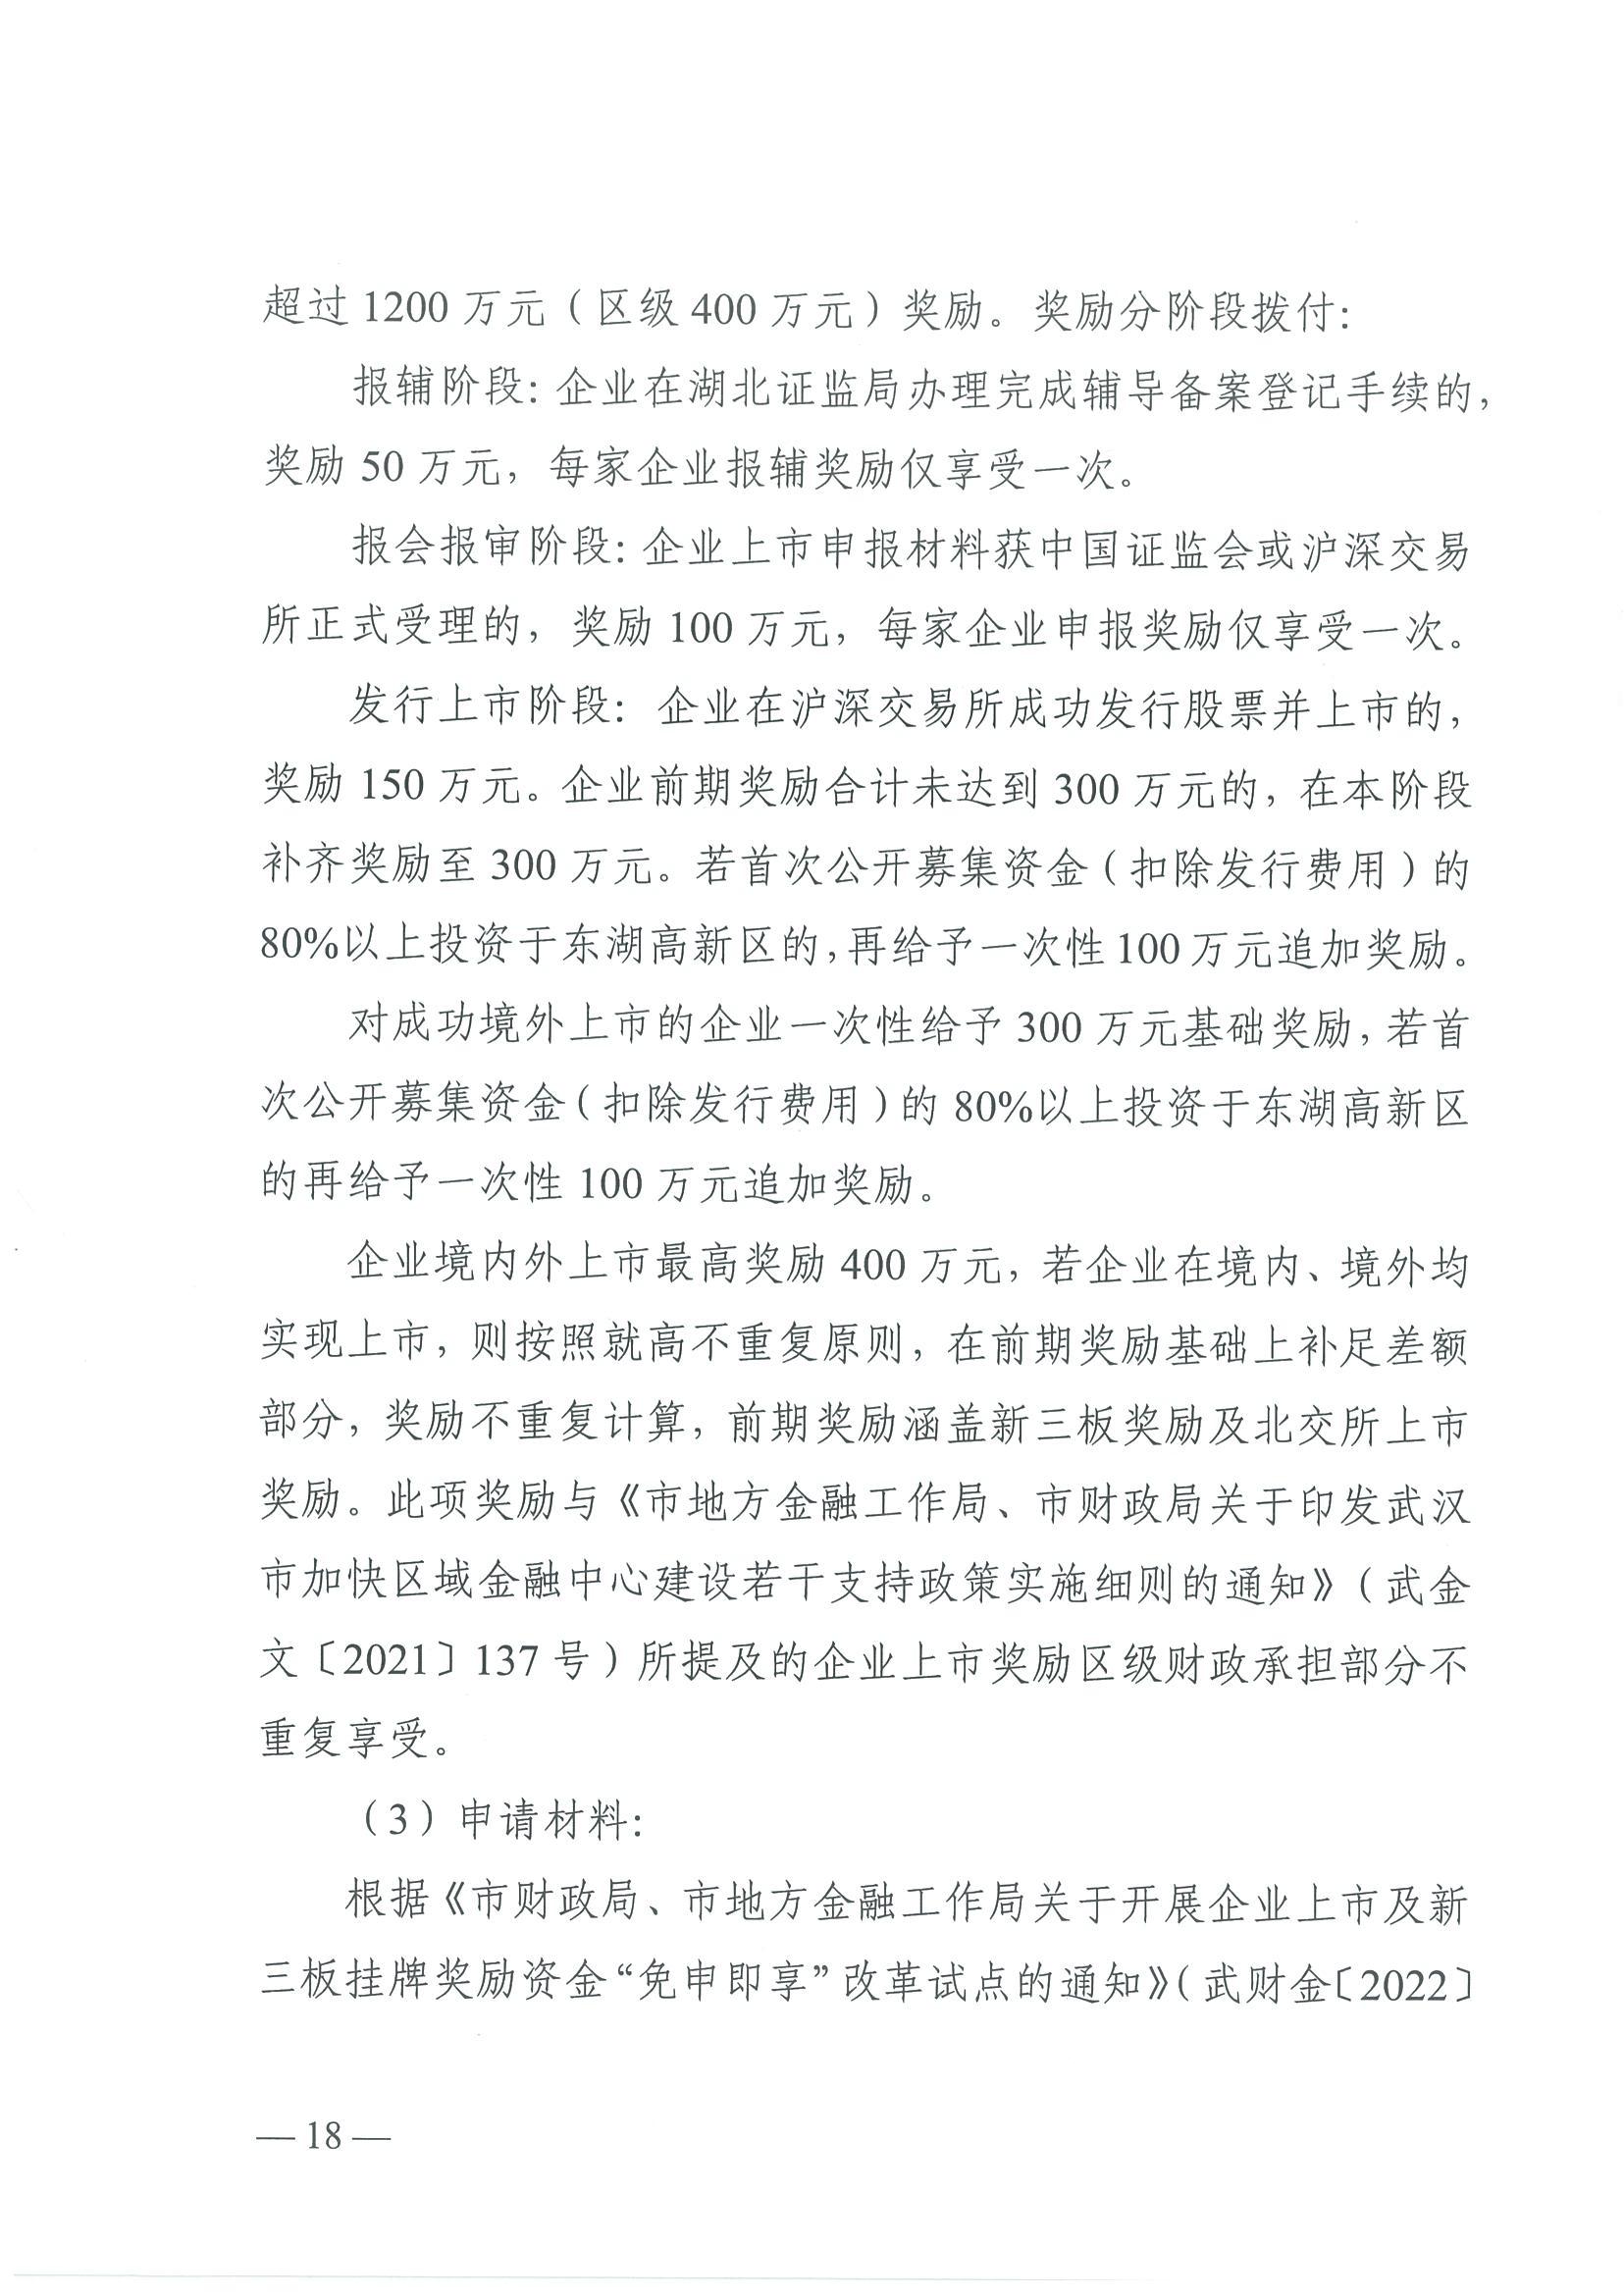 超过 1200 万元（区级 400 万元）奖励。奖励分阶段拨付：
报辅阶段：企业在湖北证监局办理完成辅导备案登记手续的，
奖励 50 万元，每家企业报辅奖励仅享受一次。
报会报审阶段：企业上市申报材料获中国证监会或沪深交易
所正式受理的，奖励 100 万元，每家企业申报奖励仅享受一次。
发行上市阶段：企业在沪深交易所成功发行股票并上市的，
奖励 150 万元。企业前期奖励合计未达到 300 万元的，在本阶段
补齐奖励至 300 万元。若首次公开募集资金（扣除发行费用）的
80%以上投资于东湖高新区的，再给予一次性 100 万元追加奖励。
对成功境外上市的企业一次性给予 300 万元基础奖励，若首
次公开募集资金（扣除发行费用）的 80%以上投资于东湖高新区
的再给予一次性 100 万元追加奖励。
企业境内外上市最高奖励 400 万元，若企业在境内、境外均
实现上市，则按照就高不重复原则，在前期奖励基础上补足差额
部分，奖励不重复计算，前期奖励涵盖新三板奖励及北交所上市
奖励。此项奖励与《市地方金融工作局、市财政局关于印发武汉
市加快区域金融中心建设若干支持政策实施细则的通知》（武金
文〔2021〕137 号）所提及的企业上市奖励区级财政承担部分不
重复享受。
（3）申请材料：
根据《市财政局、市地方金融工作局关于开展企业上市及新
三板挂牌奖励资金“免申即享”改革试点的通知》（武财金〔2022〕
— 18 —